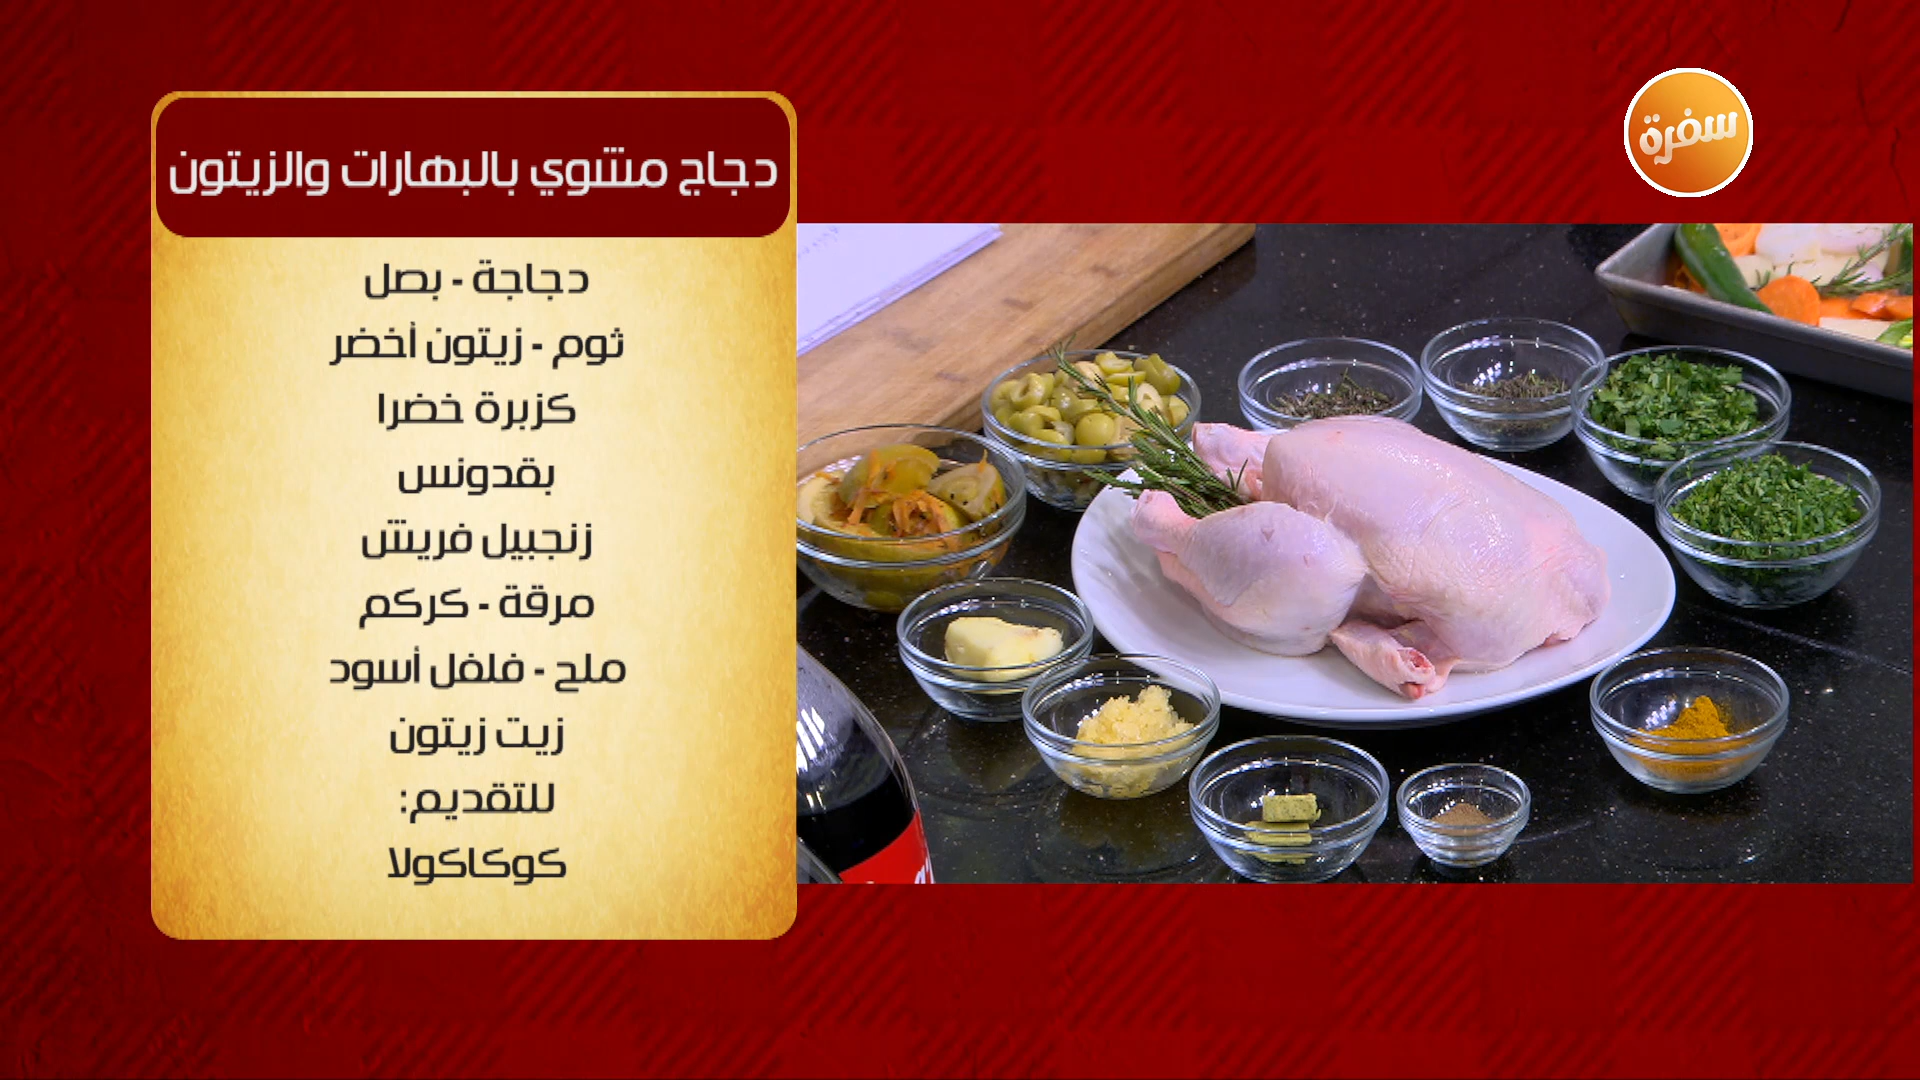 سفرة
دجاج مشوي بالبهارات والزيتون
دجاجة - بصل
ثوم - زيتون أخضر
كزبرة خضرا
بقدونس
زنجبيل فريش
مرقة - كركم
ملح - فلفل أسود
زيت زيتون
للتقديم:
كوكاكولا